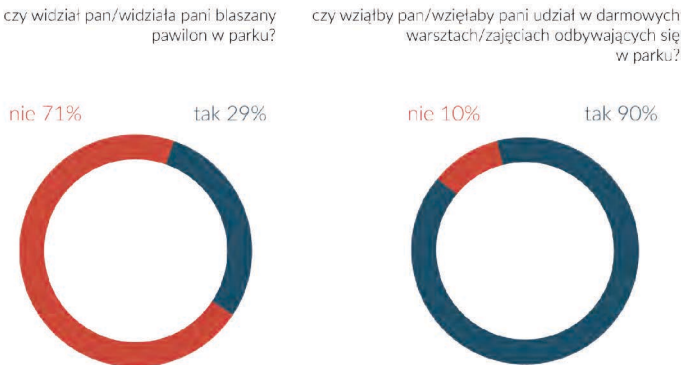 czy widział pan/widziała pani blaszany
pawilon w parku?
nie 71%
tak 29%
czy wziąłby pan/wzięłaby pani udział w darmowych
warsztach/zajęciach odbywających się
w parku?
nie 10%
tak 90%